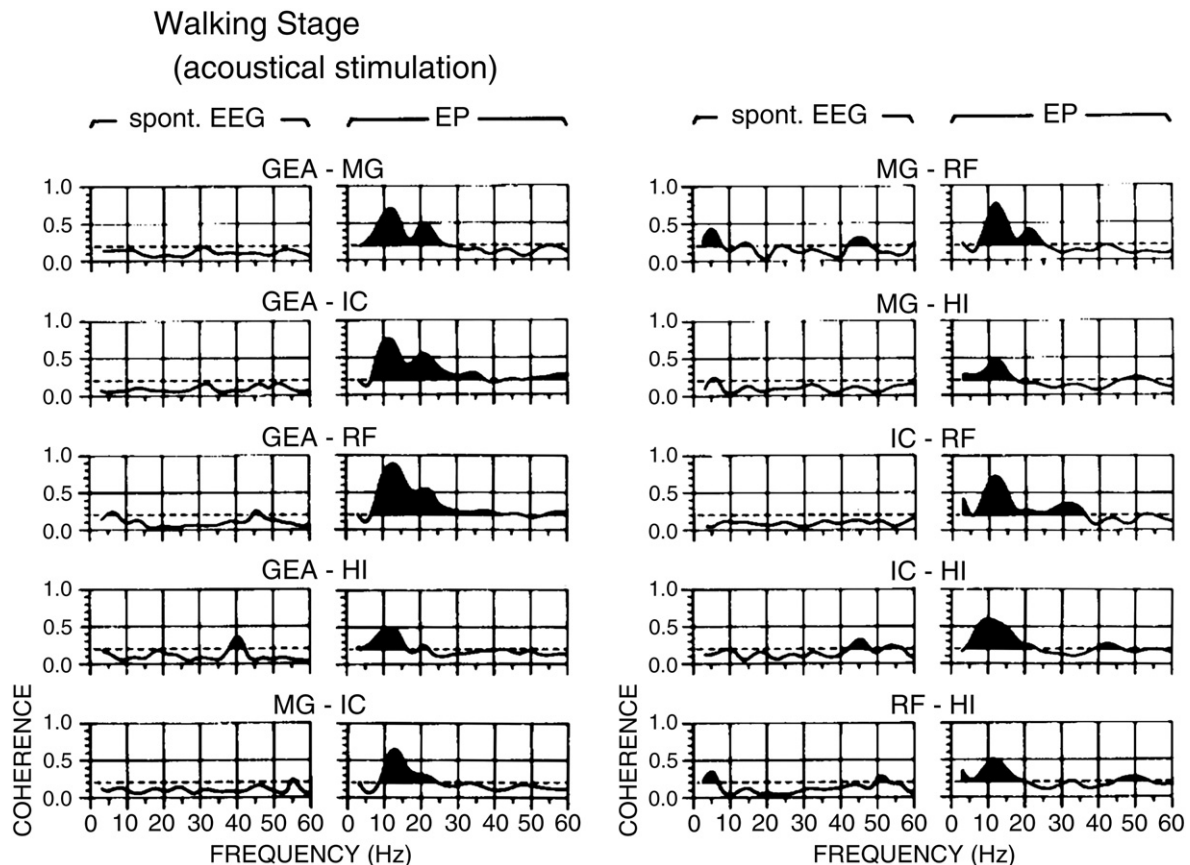 Walking Stage
(acoustical stimulation)
spont. EEG EP spont. EEG EP
GEA - MG MG - RF
1.0 1.0
0.5 0.5
0.0 0.0
GEA - IC MG - HI
1.0 1.0
0.5 0.5
0.0 0.0
GEA - RF IC - RF
1.0 1.0
0.5 0.5
0.0 0.0
GEA - HI IC - HI
1.0 1.0
0.5 0.5
0.0 0.0
MG - IC RF - HI
1.0 1.0
0.5 0.5
0.0 0.0
COHERENCE COHERENCE
0 10 20 30 40 50 60 0 10 20 30 40 50 60 0 10 20 30 40 50 60 0 10 20 30 40 50 60
FREQUENCY (Hz) FREQUENCY (Hz)